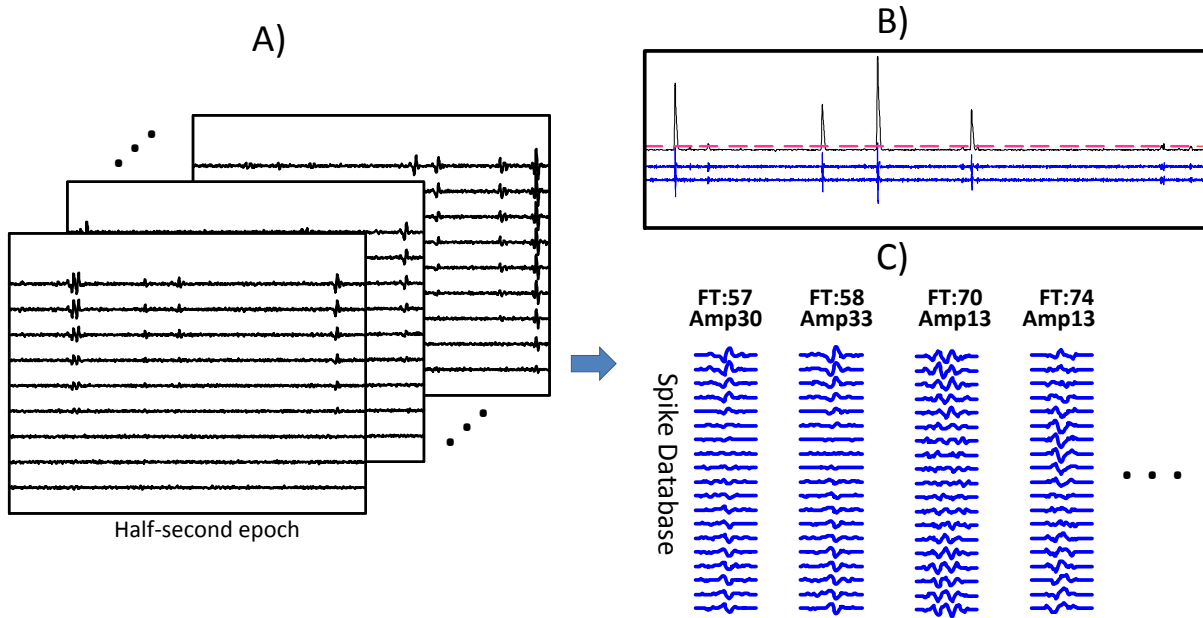 A)
Half-second epoch
B)
C)
FT:57
Amp30
FT:58
Amp33
FT:70
Amp13
FT:74
Amp13
Spike Database